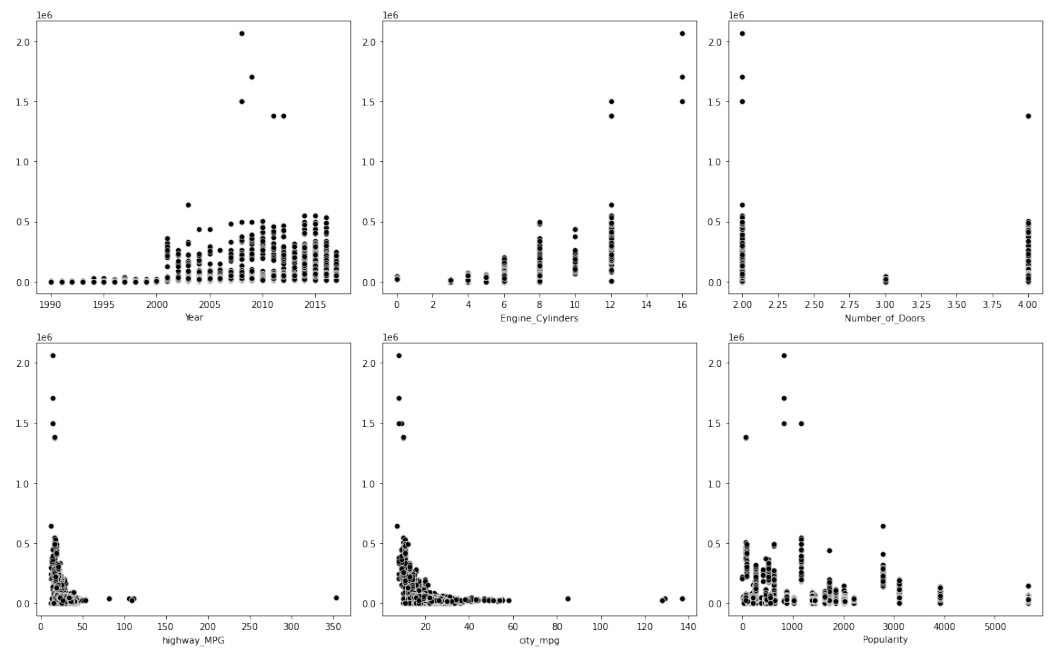 1e6 1e6 1e6
2.0 2.0 2.0
1.5 1.5 1.5
1.0 1.0 1.0
0.5 0.5 0.5
0.0 0.0 0.0
1990 1995 2000 2005 2010 2015 0 2 4 6 8 10 12 14 16 2.00 2.25 2.50 2.75 3.00 3.25 3.50 3.75 4.00
Year Engine_Cylinders Number_of_Doors
1e6 1e6 1e6
2.0 2.0 2.0
1.5 1.5 1.5
1.0 1.0 1.0
0.5 0.5 0.5
0.0 0.0 0.0
0 50 100 150 200 250 300 350 20 40 60 80 100 120 140 0 1000 2000 3000 4000 5000
highway_MPG city_mpg Popularity